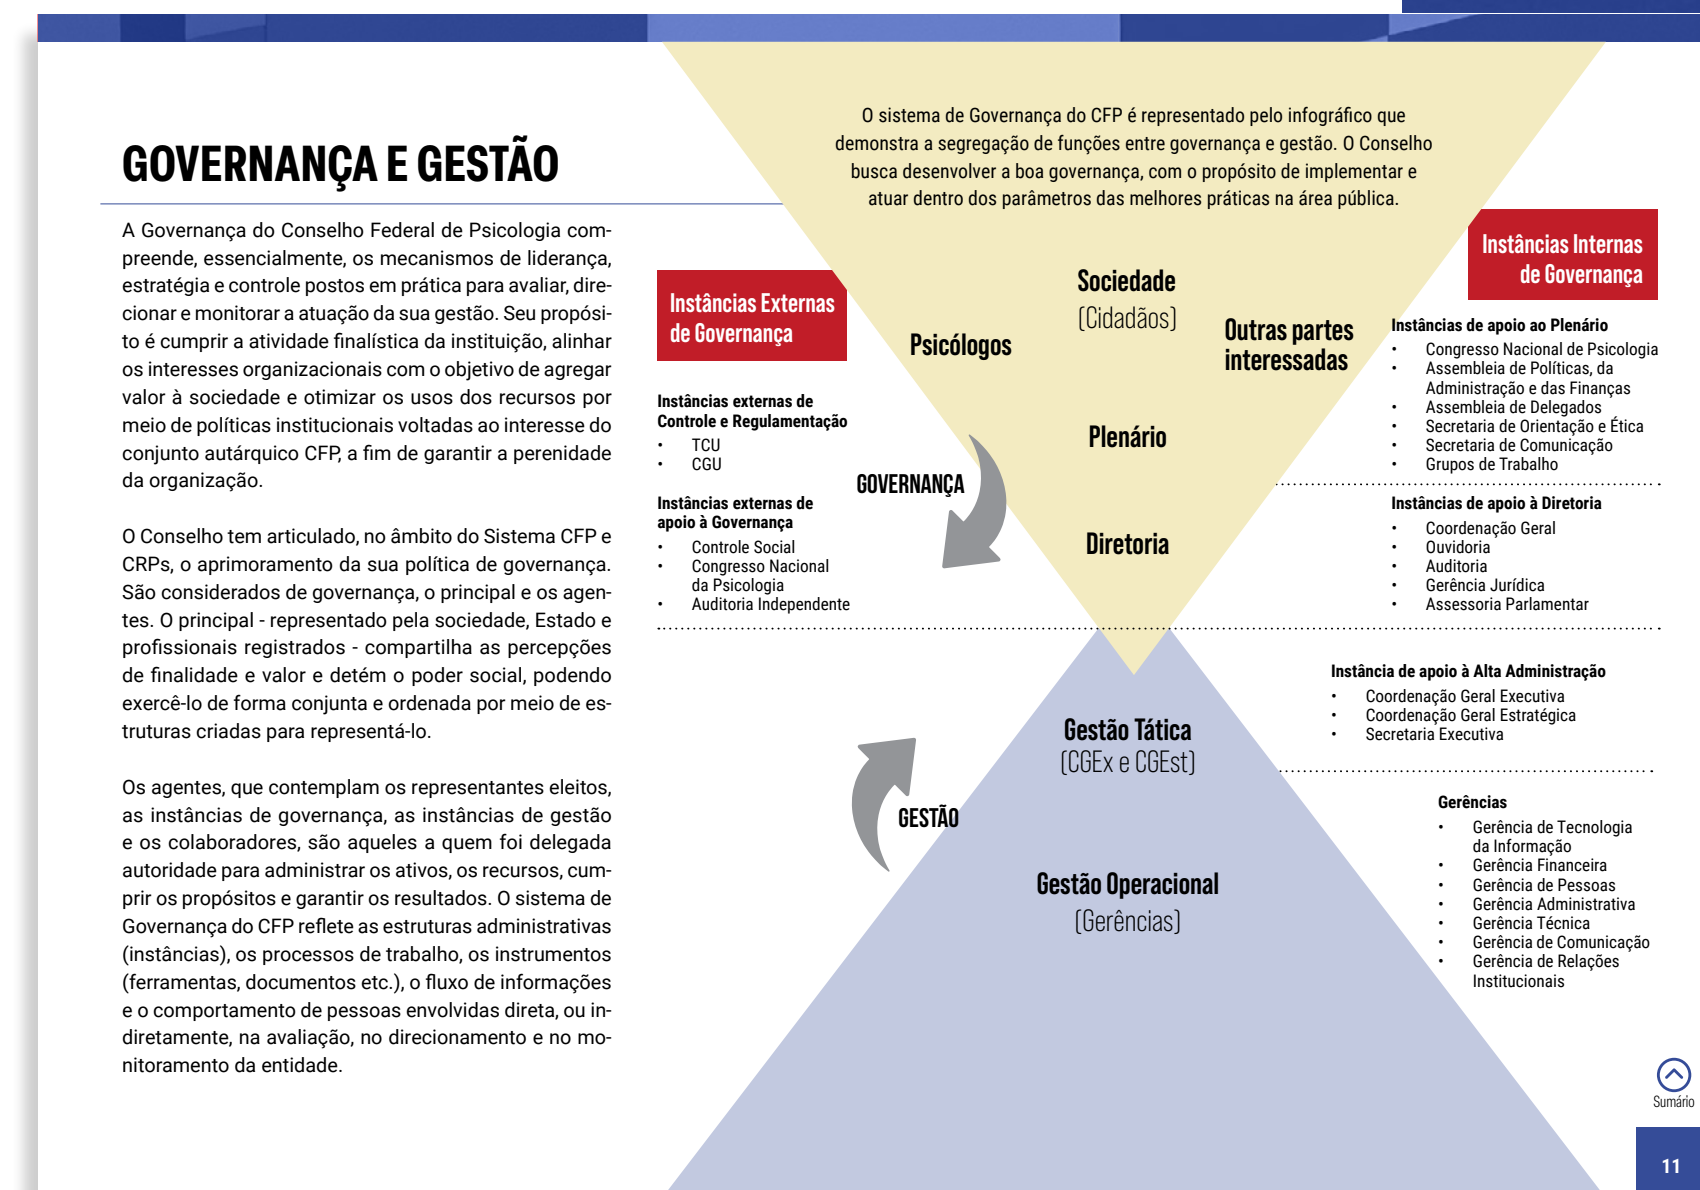 GOVERNANÇA E GESTÃO
A Governança do Conselho Federal de Psicologia com-
preende, essencialmente, os mecanismos de liderança,
estratégia e controle postos em prática para avaliar, dire-
cionar e monitorar a atuação da sua gestão. Seu propósi-
to é cumprir a atividade finalística da instituição, alinhar
os interesses organizacionais com o objetivo de agregar
valor à sociedade e otimizar os usos dos recursos por
meio de políticas institucionais voltadas ao interesse do
conjunto autárquico CFP, a fim de garantir a perenidade
da organização.
O Conselho tem articulado, no âmbito do Sistema CFP e
CRPs, o aprimoramento da sua política de governança.
São considerados de governança, o principal e os agen-
tes. O principal - representado pela sociedade, Estado e
profissionais registrados - compartilha as percepções
de finalidade e valor e detém o poder social, podendo
exercê-lo de forma conjunta e ordenada por meio de es-
truturas criadas para representá-lo.
Os agentes, que contemplam os representantes eleitos,
as instâncias de governança, as instâncias de gestão
e os colaboradores, são aqueles a quem foi delegada
autoridade para administrar os ativos, os recursos, cum-
prir os propósitos e garantir os resultados. O sistema de
Governança do CFP reflete as estruturas administrativas
(instâncias), os processos de trabalho, os instrumentos
(ferramentas, documentos etc.), o fluxo de informações
e o comportamento de pessoas envolvidas direta, ou in-
diretamente, na avaliação, no direcionamento e no mo-
nitoramento da entidade.
O sistema de Governança do CFP é representado pelo infográfico que
demonstra a segregação de funções entre governança e gestão. O Conselho
busca desenvolver a boa governança, com o propósito de implementar e
atuar dentro dos parâmetros das melhores práticas na área pública.
Instâncias Externas
de Governança
Instâncias externas de
Controle e Regulamentação
• TCU
• CGU
Instâncias externas de
apoio à Governança
• Controle Social
• Congresso Nacional
da Psicologia
• Auditoria Independente
Sociedade
(Cidadãos)
Psicólogos
Outras partes
interessadas
Plenário
GOVERNANÇA
Diretoria
Gestão Tática
(CGEx e CGEst)
GESTÃO
Gestão Operacional
(Gerências)
Instâncias Internas
de Governança
Instâncias de apoio ao Plenário
• Congresso Nacional de Psicologia
• Assembleia de Políticas, da
Administração e das Finanças
• Assembleia de Delegados
• Secretaria de Orientação e Ética
• Secretaria de Comunicação
• Grupos de Trabalho
Instâncias de apoio à Diretoria
• Coordenação Geral
• Ouvidoria
• Auditoria
• Gerência Jurídica
• Assessoria Parlamentar
Instância de apoio à Alta Administração
• Coordenação Geral Executiva
• Coordenação Geral Estratégica
• Secretaria Executiva
Gerências
• Gerência de Tecnologia
da Informação
• Gerência Financeira
• Gerência de Pessoas
• Gerência Administrativa
• Gerência Técnica
• Gerência de Comunicação
• Gerência de Relações
Institucionais
Sumário
11